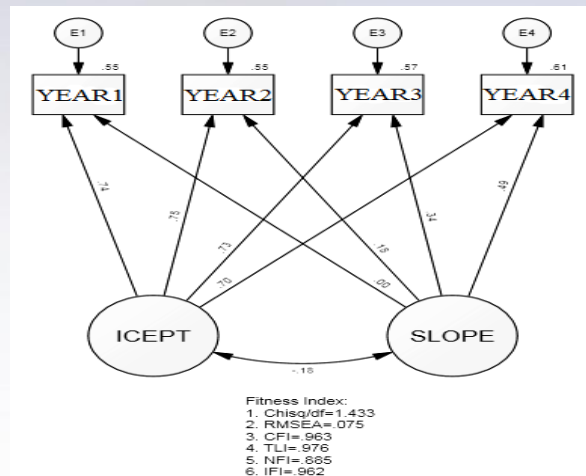 E1 E2 E3 E4
.55 .55 .57 .61
YEAR1 YEAR2 YEAR3 YEAR4
.74 .75 .73 .70 .00 .18 .34 .49
ICEPT SLOPE
-.18
Fitness Index:
1. Chisq/df=1.433
2. RMSEA=.075
3. CFI=.963
4. TLI=.976
5. NFI=.885
6. IFI=.962